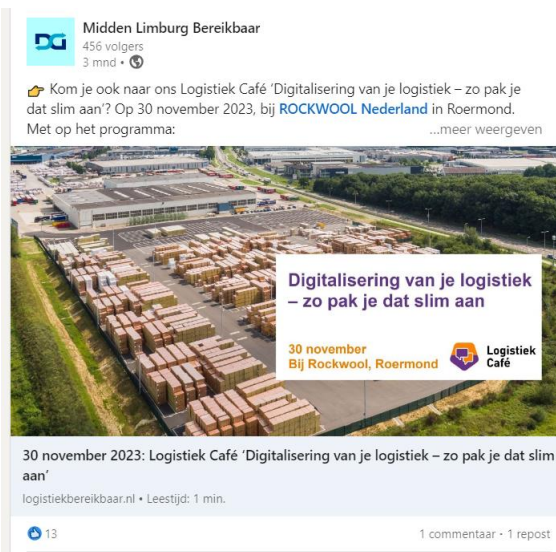 Midden Limburg Bereikbaar
456 volgers
3 mnd •
👉 Kom je ook naar ons Logistiek Café ‘Digitalisering van je logistiek – zo pak je
dat slim aan’? Op 30 november 2023, bij ROCKWOOL Nederland in Roermond.
Met op het programma: ...meer weergeven
Digitalisering van je logistiek
– zo pak je dat slim aan
30 november
Bij Rockwool, Roermond
Logistiek
Café
30 november 2023: Logistiek Café ‘Digitalisering van je logistiek – zo pak je dat slim
aan’
logistiekbereikbaar.nl • Leestijd: 1 min.
13 1 commentaar • 1 repost